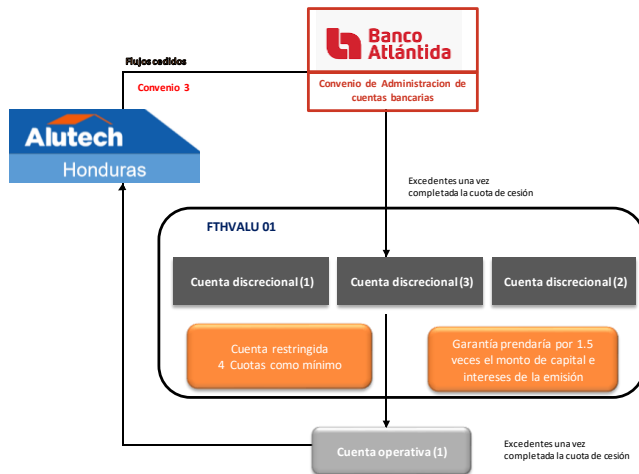 Banco
Atlántida
Convenio de Administracion de
cuentas bancarias
Flujos cedidos
Convenio 3
Alutech
Honduras
Excedentes una vez
completada la cuota de cesión
FTHVALU 01
Cuenta discrecional (1)
Cuenta discrecional (3)
Cuenta discrecional (2)
Cuenta restringida
4 Cuotas como mínimo
Garantía prendaría por 1.5
veces el monto de capital e
intereses de la emisión
Cuenta operativa (1)
Excedentes una vez
completada la cuota de cesión